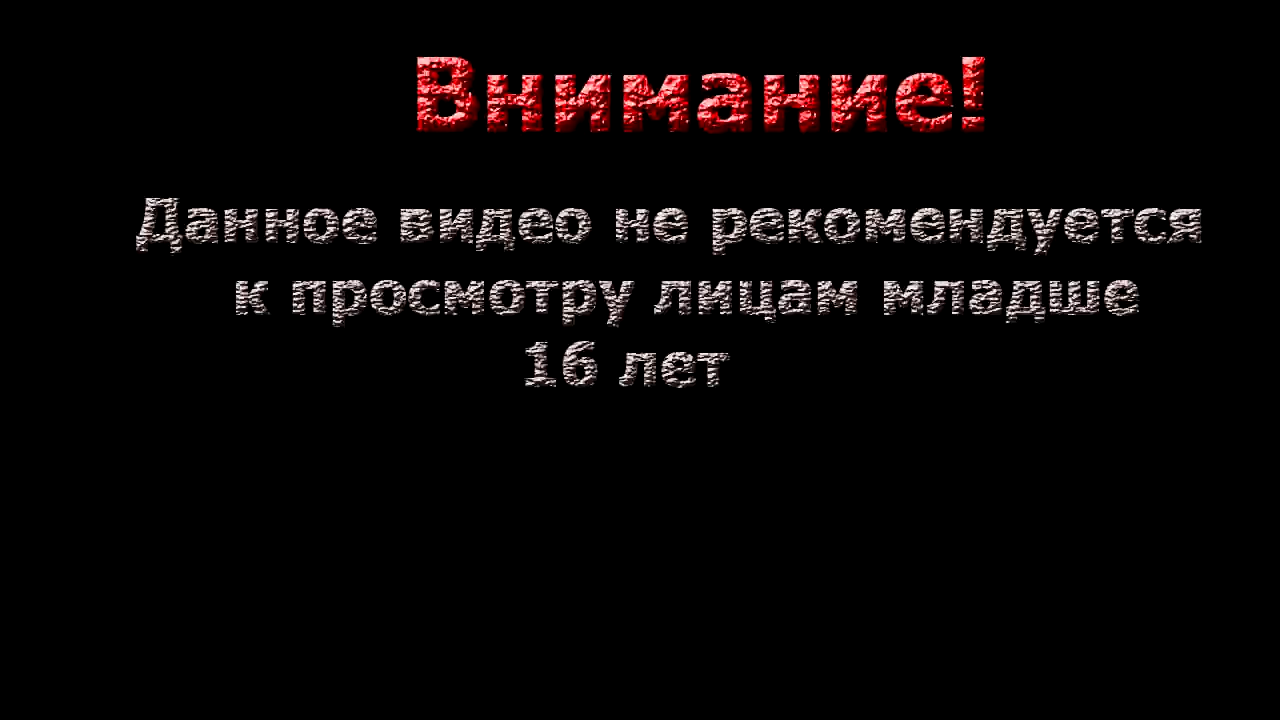 Внимание!
Данное видео не рекомендуется
к просмотру лицам младше
16 лет